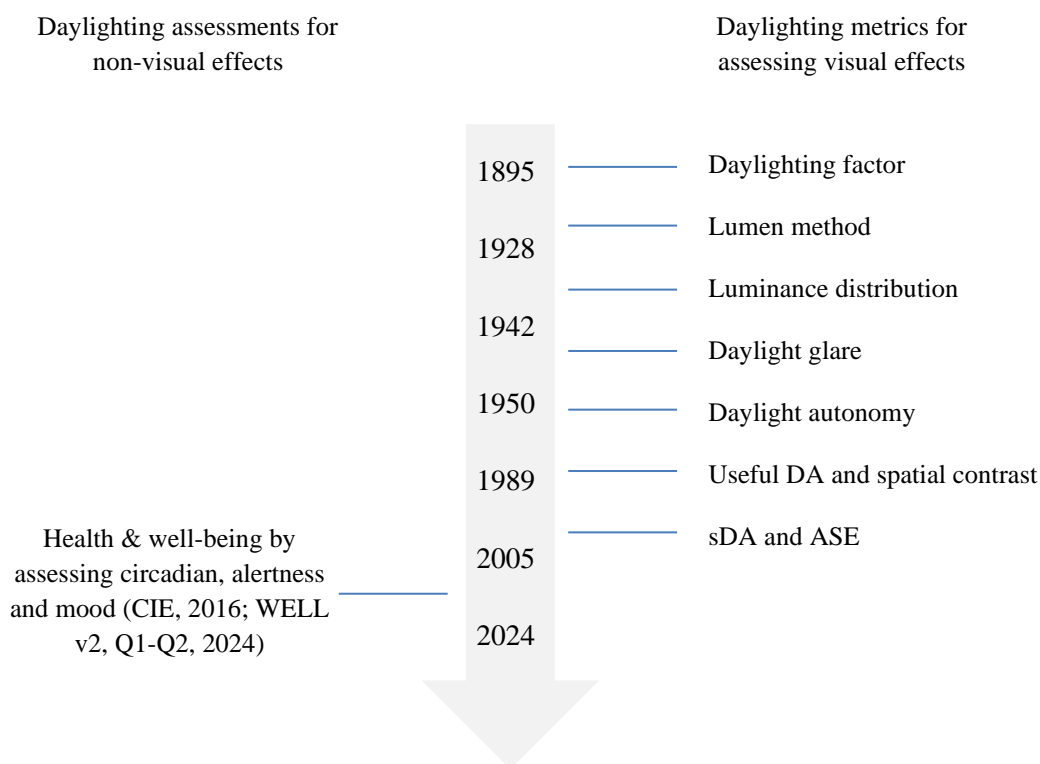 Daylighting assessments for
non-visual effects
Daylighting metrics for
assessing visual effects
1895
Daylighting factor
Lumen method
1928
Luminance distribution
1942
Daylight glare
1950
Daylight autonomy
1989
Useful DA and spatial contrast
sDA and ASE
2005
Health & well-being by
assessing circadian, alertness
and mood (CIE, 2016; WELL
v2, Q1-Q2, 2024)
2024